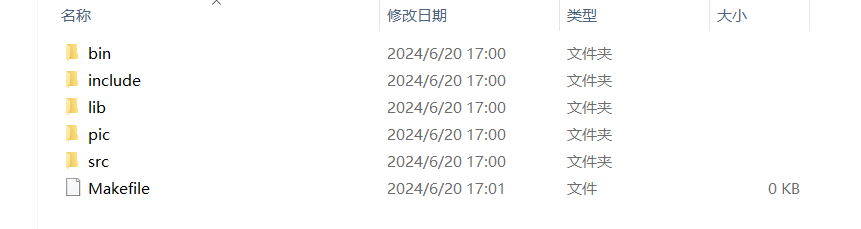 名称 修改日期 类型 大小
bin 2024/6/20 17:00 文件夹
include 2024/6/20 17:00 文件夹
lib 2024/6/20 17:00 文件夹
pic 2024/6/20 17:00 文件夹
src 2024/6/20 17:00 文件夹
Makefile 2024/6/20 17:01 文件 0 KB